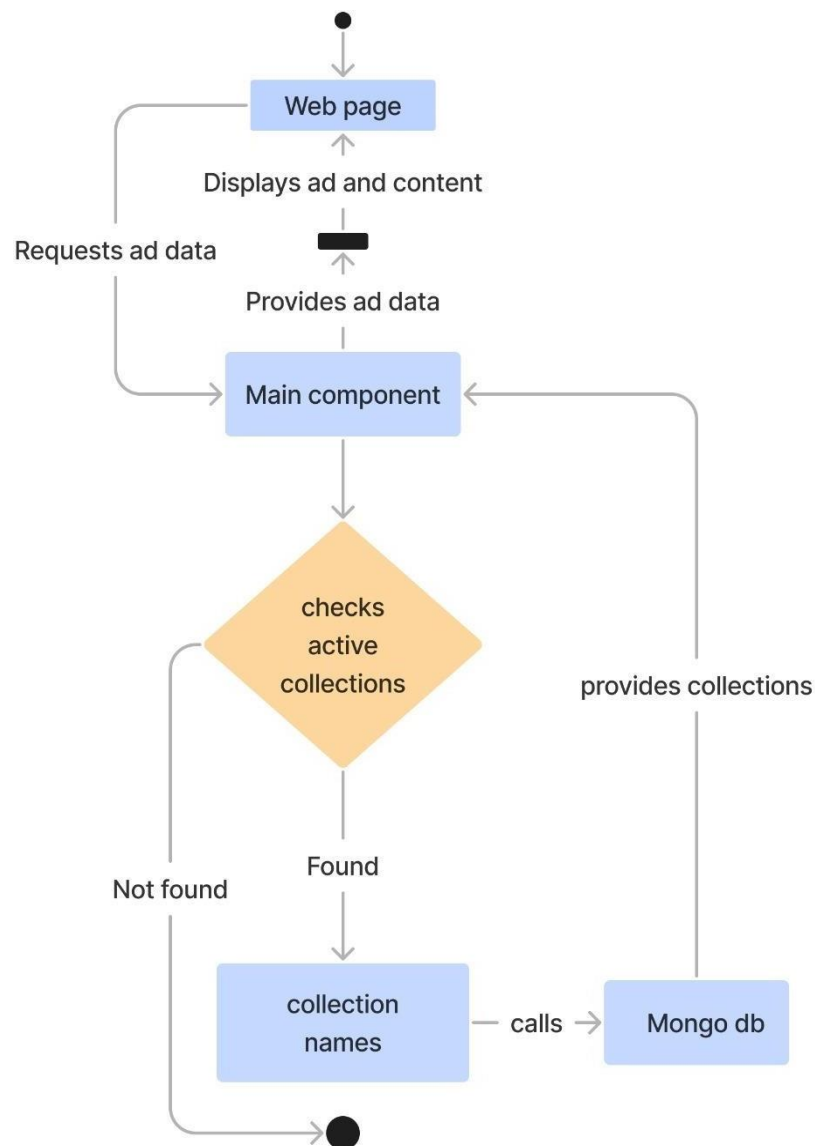 Web page
Displays ad and content
Requests ad data
Provides ad data
Main component
checks
active
collections
provides collections
Found
Not found
collection
names
calls
Mongo db